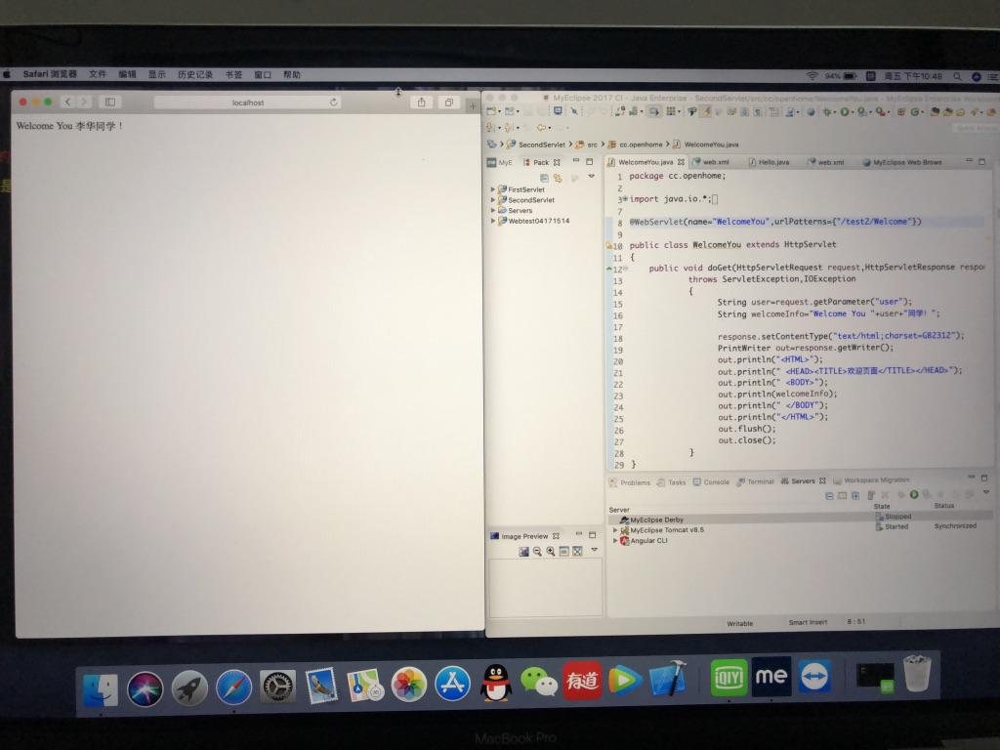 Safari 浏览器 文件 编辑 显示 历史记录 书签 窗口 帮助 94% 周五 下午10:48
localhost
Welcome You 李华同学！
MyEclipse 2017 CI - Java Enterprise - SecondServlet/src/cc/openhome/WelcomeYou.java - MyEclipse Enterprise Workbench
Quick Access
SecondServlet src cc.openhome WelcomeYou.java
MyE Pack
FirstServlet
SecondServlet
Servers
Webtest04171514
WelcomeYou.java web.xml Hello.java web.xml MyEclipse Web Brows
1 package cc.openhome;
2
3 import java.io.*;
7
8 @WebServlet(name="WelcomeYou",urlPatterns={"/test2/Welcome"})
9
10 public class WelcomeYou extends HttpServlet
11 {
12 public void doGet(HttpServletRequest request,HttpServletResponse respo
13 throws ServletException,IOException
14 {
15 String user=request.getParameter("user");
16 String welcomeInfo="Welcome You "+user+"同学！";
17
18 response.setContentType("text/html;charset=GB2312");
19 PrintWriter out=response.getWriter();
20 out.println("<HTML>");
21 out.println(" <HEAD><TITLE>欢迎页面</TITLE></HEAD>");
22 out.println(" <BODY>");
23 out.println(welcomeInfo);
24 out.println(" </BODY");
25 out.println("</HTML>");
26 out.flush();
27 out.close();
28 }
29 }
Problems Tasks Console Terminal Servers Workspace Migration
Server State Status
MyEclipse Derby Stopped
MyEclipse Tomcat v8.5 Started Synchronized
Angular CLI
Image Preview
Writable Smart Insert 8 : 51
有道
iQIYI
me
MacBook Pro